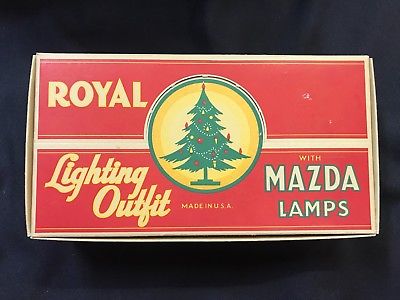 ROYAL
Lighting
Outfit
MADE IN U.S.A.
WITH
MAZDA
LAMPS